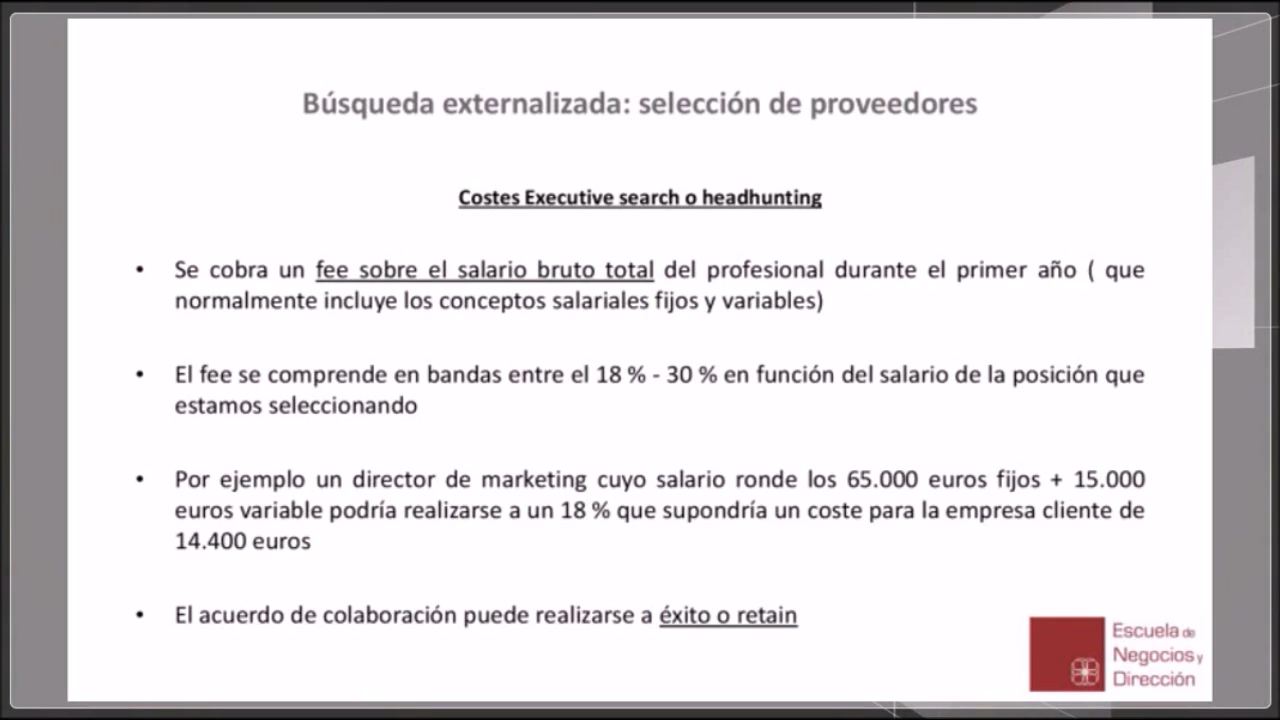 Búsqueda externalizada: selección de proveedores
Costes Executive search o headhunting
• Se cobra un fee sobre el salario bruto total del profesional durante el primer año ( que
normalmente incluye los conceptos salariales fijos y variables)
• El fee se comprende en bandas entre el 18 % - 30 % en función del salario de la posición que
estamos seleccionando
• Por ejemplo un director de marketing cuyo salario ronde los 65.000 euros fijos + 15.000
euros variable podría realizarse a un 18 % que supondría un coste para la empresa cliente de
14.400 euros
• El acuerdo de colaboración puede realizarse a éxito o retain
Escuela de
Negocios y
Dirección